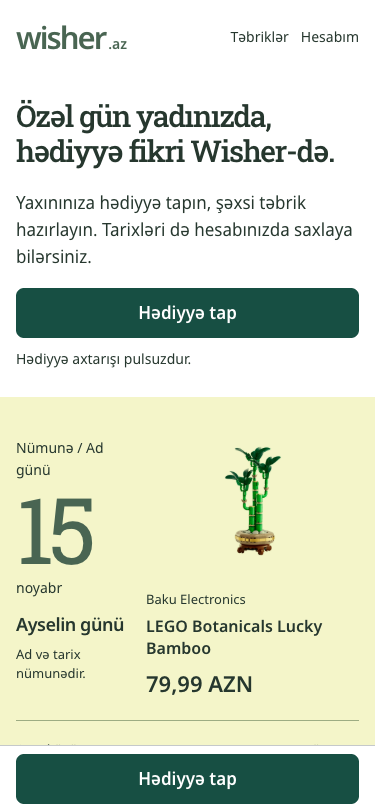 wisher.az
Təbriklər Hesabım
Özəl gün yadınızda,
hədiyyə fikri Wisher-də.
Yaxınınıza hədiyyə tapın, şəxsi təbrik
hazırlayın. Tarixləri də hesabınızda saxlaya
bilərsiniz.
Hədiyyə tap
Hədiyyə axtarışı pulsuzdur.
Nümunə / Ad
günü
15
noyabr
Ayselin günü
Ad və tarix
nümunədir.
Baku Electronics
LEGO Botanicals Lucky
Bamboo
79,99 AZN
Hədiyyə tap